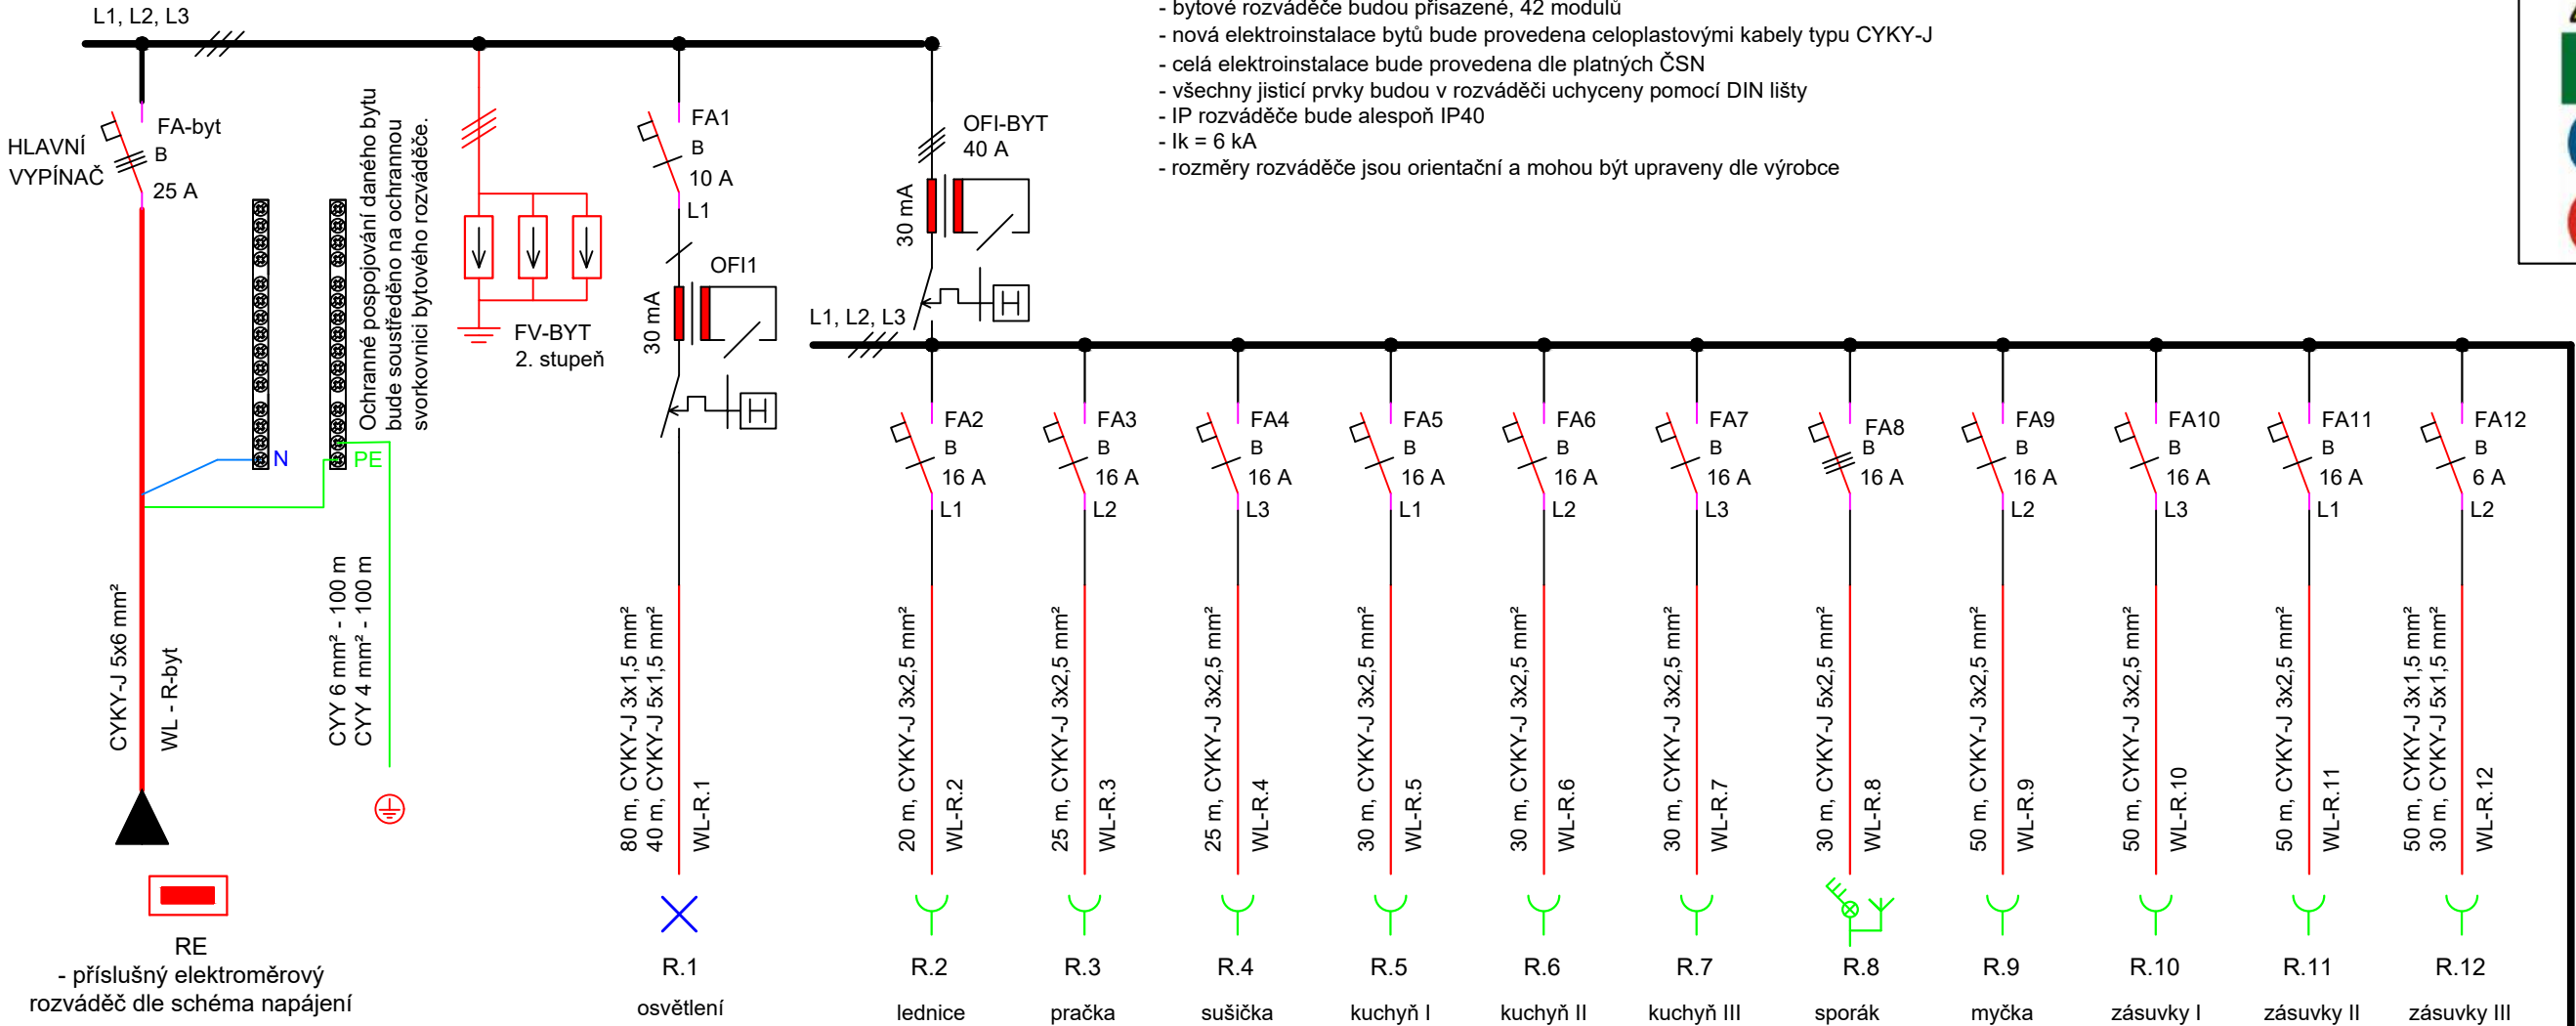 L1, L2, L3
- bytové rozváděče budou přisazené, 42 modulů
- nová elektroinstalace bytů bude provedena celoplastovými kabely typu CYKY-J
- celá elektroinstalace bude provedena dle platných ČSN
- všechny jisticí prvky budou v rozváděči uchyceny pomocí DIN lišty
- IP rozváděče bude alespoň IP40
- Ik = 6 kA
- rozměry rozváděče jsou orientační a mohou být upraveny dle výrobce
HLAVNÍ
VYPÍNAČ
FA-byt
B
25 A
Ochranné pospojování daného bytu
bude soustředěno na ochrannou
svorkovnici bytového rozváděče.
N
PE
CYKY-J 5x6 mm²
WL - R-byt
CYY 6 mm² - 100 m
CYY 4 mm² - 100 m
RE
- příslušný elektroměrový
rozváděč dle schéma napájení
FV-BYT
2. stupeň
FA1
B
10 A
L1
OFI1
30 mA
H
80 m, CYKY-J 3x1,5 mm²
40 m, CYKY-J 5x1,5 mm²
WL-R.1
R.1
osvětlení
OFI-BYT
40 A
30 mA
H
L1, L2, L3
FA2
B
16 A
L1
20 m, CYKY-J 3x2,5 mm²
WL-R.2
R.2
lednice
FA3
B
16 A
L2
25 m, CYKY-J 3x2,5 mm²
WL-R.3
R.3
pračka
FA4
B
16 A
L3
25 m, CYKY-J 3x2,5 mm²
WL-R.4
R.4
sušička
FA5
B
16 A
L1
30 m, CYKY-J 3x2,5 mm²
WL-R.5
R.5
kuchyň I
FA6
B
16 A
L2
30 m, CYKY-J 3x2,5 mm²
WL-R.6
R.6
kuchyň II
FA7
B
16 A
L3
30 m, CYKY-J 3x2,5 mm²
WL-R.7
R.7
kuchyň III
FA8
B
16 A
30 m, CYKY-J 5x2,5 mm²
WL-R.8
R.8
sporák
FA9
B
16 A
L2
50 m, CYKY-J 3x2,5 mm²
WL-R.9
R.9
myčka
FA10
B
16 A
L3
50 m, CYKY-J 3x2,5 mm²
WL-R.10
R.10
zásuvky I
FA11
B
16 A
L1
50 m, CYKY-J 3x2,5 mm²
WL-R.11
R.11
zásuvky II
FA12
B
6 A
L2
50 m, CYKY-J 3x1,5 mm²
30 m, CYKY-J 5x1,5 mm²
WL-R.12
R.12
zásuvky III